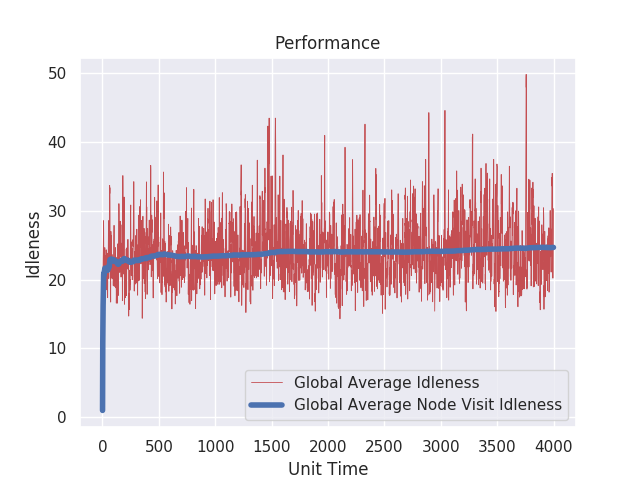 Performance
50
40
30
20
10
0
Idleness
Global Average Idleness
Global Average Node Visit Idleness
0 500 1000 1500 2000 2500 3000 3500 4000
Unit Time